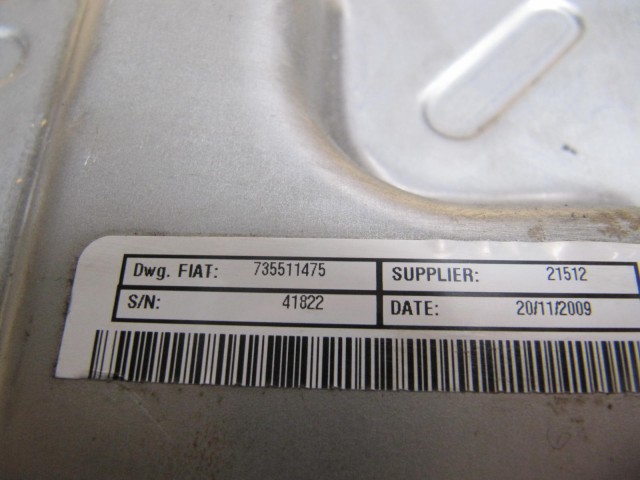 Dwg. FIAT: 735511475 SUPPLIER: 21512
S/N: 41822 DATE: 20/11/2009